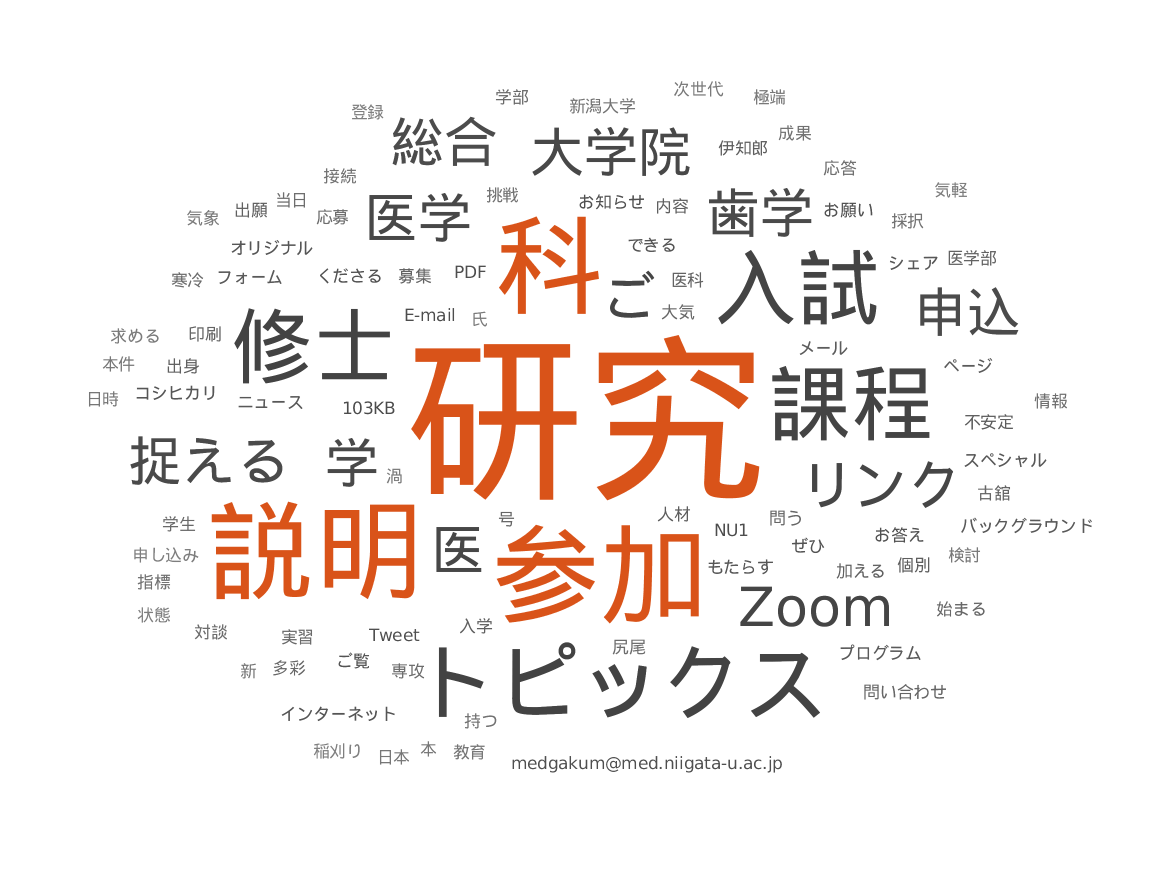 次世代
学部 新潟大学 極端
登録 総合 大学院 伊知郎 成果
接続 応答
気象 出願 当日 応募 医学 挑戦 お知らせ 内容 歯学 お願い 採択 気軽
オリジナル 科 できる シェア 医学部
寒冷 フォーム くださる 募集 PDF ご 医科 入試
E-mail 氏 大気 申込
求める 印刷 修士 メール
本件 出身 ページ
日時 コシヒカリ ニュース 103KB 研究 課程 不安定 情報
捉える 学 渦 リンク スペシャル
古舘
学生 説明 医 号 人材 NU1 問う お答え バックグラウンド
申し込み 参加 もたらす ぜひ 加える 個別 検討
指標
状態 Zoom 始まる
対談 実習 Tweet 入学
新 多彩 ご覧 専攻 トピックス 尻尾 プログラム
問い合わせ
インターネット 持つ
稲刈り 日本 本 教育
medgakum@med.niigata-u.ac.jp